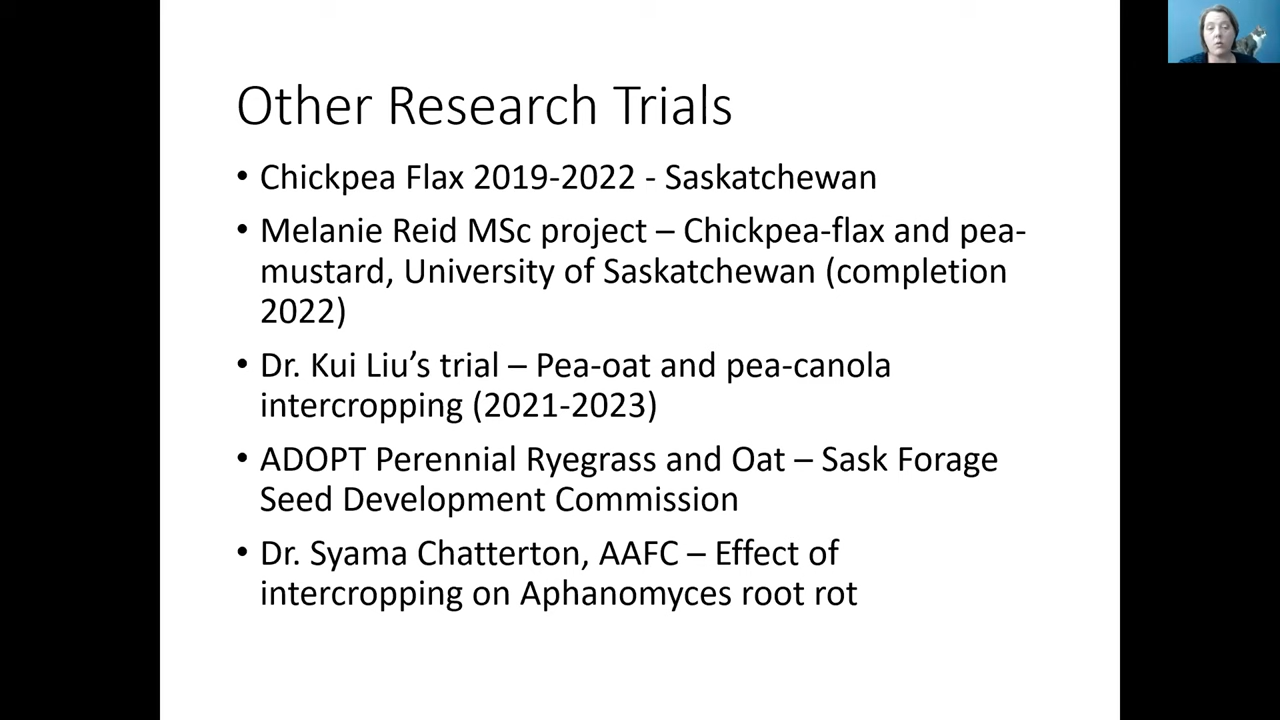 Other Research Trials
• Chickpea Flax 2019-2022 - Saskatchewan
• Melanie Reid MSc project – Chickpea-flax and pea-
mustard, University of Saskatchewan (completion
2022)
• Dr. Kui Liu’s trial – Pea-oat and pea-canola
intercropping (2021-2023)
• ADOPT Perennial Ryegrass and Oat – Sask Forage
Seed Development Commission
• Dr. Syama Chatterton, AAFC – Effect of
intercropping on Aphanomyces root rot